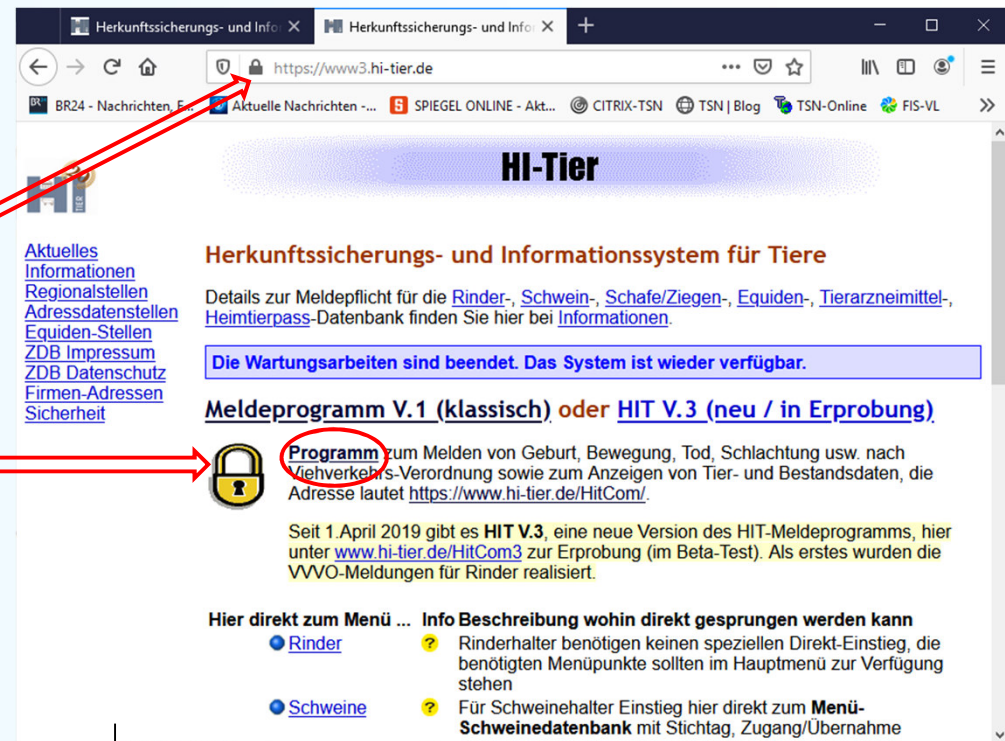 Herkunftssicherungs- und Infor
Herkunftssicherungs- und Infor
https://www3.hi-tier.de
BR24 - Nachrichten, E...
Aktuelle Nachrichten -...
SPIEGEL ONLINE - Akt...
CITRIX-TSN
TSN | Blog
TSN-Online
FIS-VL
HI-Tier
TIER
Aktuelles
Informationen
Regionalstellen
Adressdatenstellen
Equiden-Stellen
ZDB Impressum
ZDB Datenschutz
Firmen-Adressen
Sicherheit
Herkunftssicherungs- und Informationssystem für Tiere
Details zur Meldepflicht für die Rinder-, Schwein-, Schafe/Ziegen-, Equiden-, Tierarzneimittel-,
Heimtierpass-Datenbank finden Sie hier bei Informationen.
Die Wartungsarbeiten sind beendet. Das System ist wieder verfügbar.
Meldeprogramm V.1 (klassisch) oder HIT V.3 (neu / in Erprobung)
Programm zum Melden von Geburt, Bewegung, Tod, Schlachtung usw. nach
Viehverkehrs-Verordnung sowie zum Anzeigen von Tier- und Bestandsdaten, die
Adresse lautet https://www.hi-tier.de/HitCom/.
Seit 1.April 2019 gibt es HIT V.3, eine neue Version des HIT-Meldeprogramms, hier
unter www.hi-tier.de/HitCom3 zur Erprobung (im Beta-Test). Als erstes wurden die
VVVO-Meldungen für Rinder realisiert.
Hier direkt zum Menü ... Info Beschreibung wohin direkt gesprungen werden kann
Rinder ? Rinderhalter benötigen keinen speziellen Direkt-Einstieg, die
benötigten Menüpunkte sollten im Hauptmenü zur Verfügung
stehen
Schweine ? Für Schweinehalter Einstieg hier direkt zum Menü-
Schweinedatenbank mit Stichtag, Zugang/Übernahme